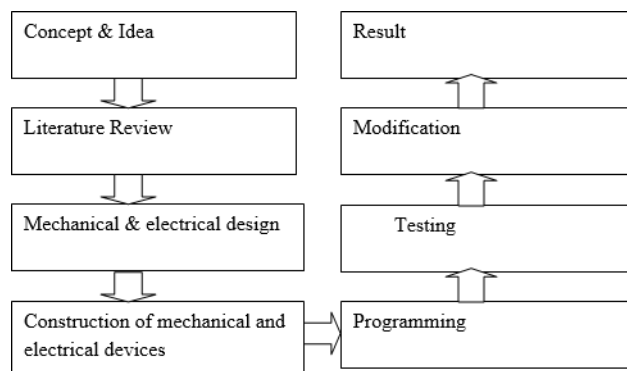 Concept & Idea
Literature Review
Mechanical & electrical design
Construction of mechanical and
electrical devices
Programming
Testing
Modification
Result